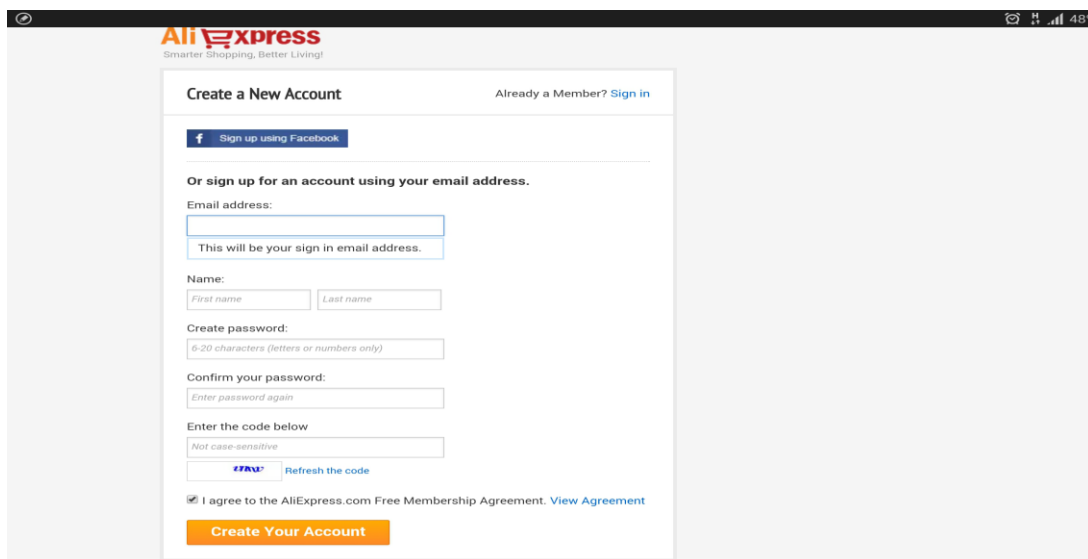 48
AliExpress
Smarter Shopping, Better Living!
Create a New Account
Already a Member? Sign in
f Sign up using Facebook
Or sign up for an account using your email address.
Email address:
This will be your sign in email address.
Name:
First name Last name
Create password:
6-20 characters (letters or numbers only)
Confirm your password:
Enter password again
Enter the code below
Not case-sensitive
Refresh the code
I agree to the AliExpress.com Free Membership Agreement. View Agreement
Create Your Account